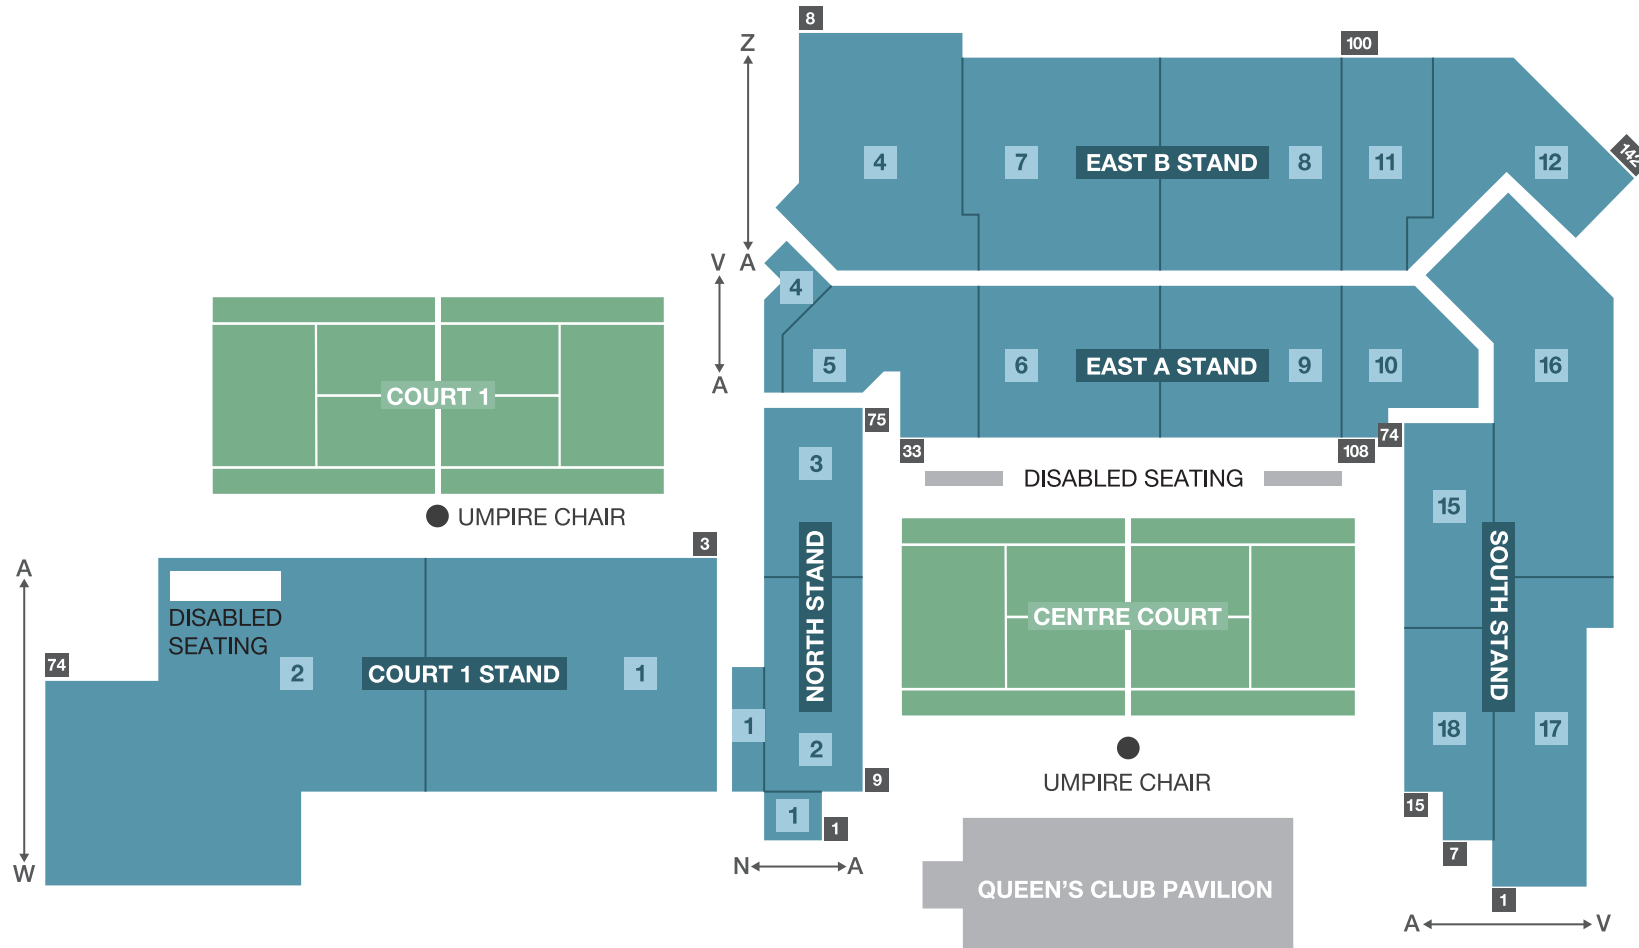 8
Z
100
142
4
7
EAST B STAND
8
11
12
V
A
4
A
5
6
EAST A STAND
9
10
16
COURT 1
75
33
108
74
3
DISABLED SEATING
15
UMPIRE CHAIR
3
A
DISABLED
SEATING
74
2
COURT 1 STAND
1
W
NORTH STAND
1
2
9
1
1
N
A
CENTRE COURT
UMPIRE CHAIR
QUEEN'S CLUB PAVILION
SOUTH STAND
18
17
15
7
1
A
V